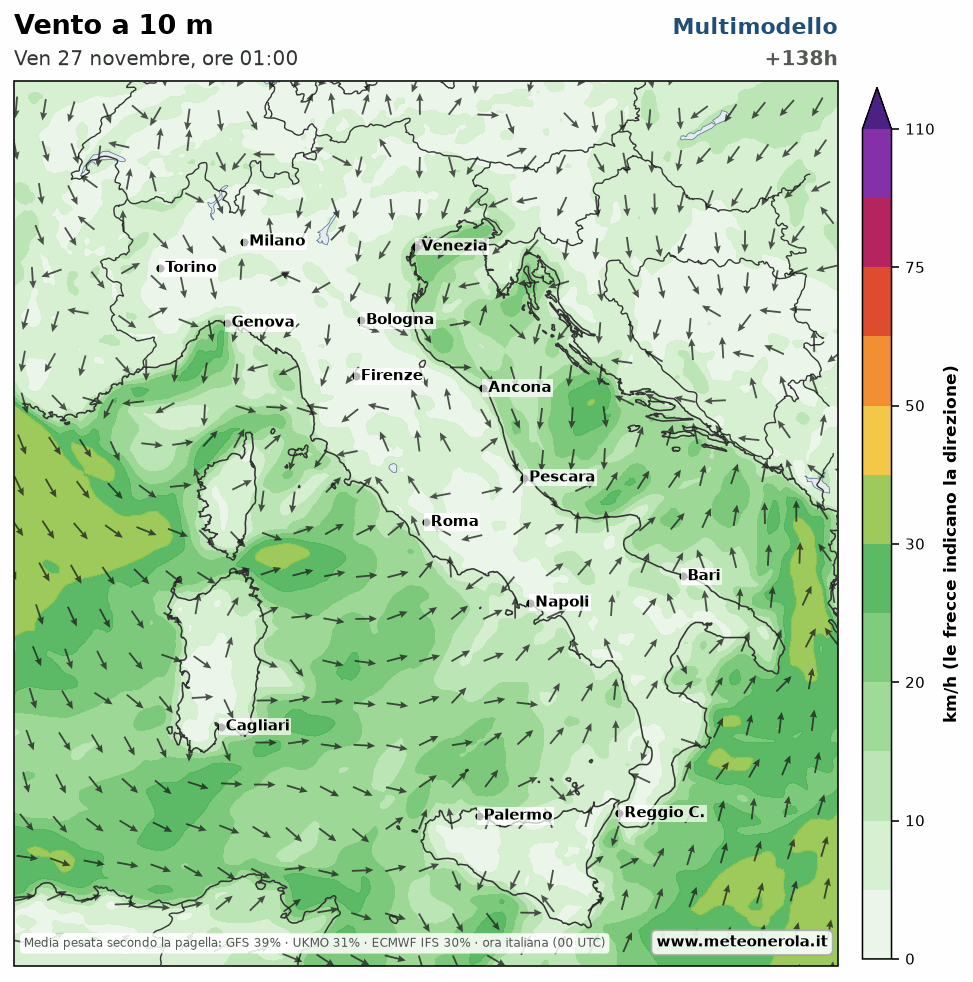 Vento a 10 m
Multimodello
Ven 27 novembre, ore 01:00
+138h
110
75
50
30
20
10
0
km/h (le frecce indicano la direzione)
Milano
Venezia
Torino
Genova
Bologna
Firenze
Ancona
Pescara
Roma
Bari
Napoli
Cagliari
Palermo
Reggio C.
Media pesata secondo la pagella: GFS 39% · UKMO 31% · ECMWF IFS 30% · ora italiana (00 UTC)
www.meteonerola.it